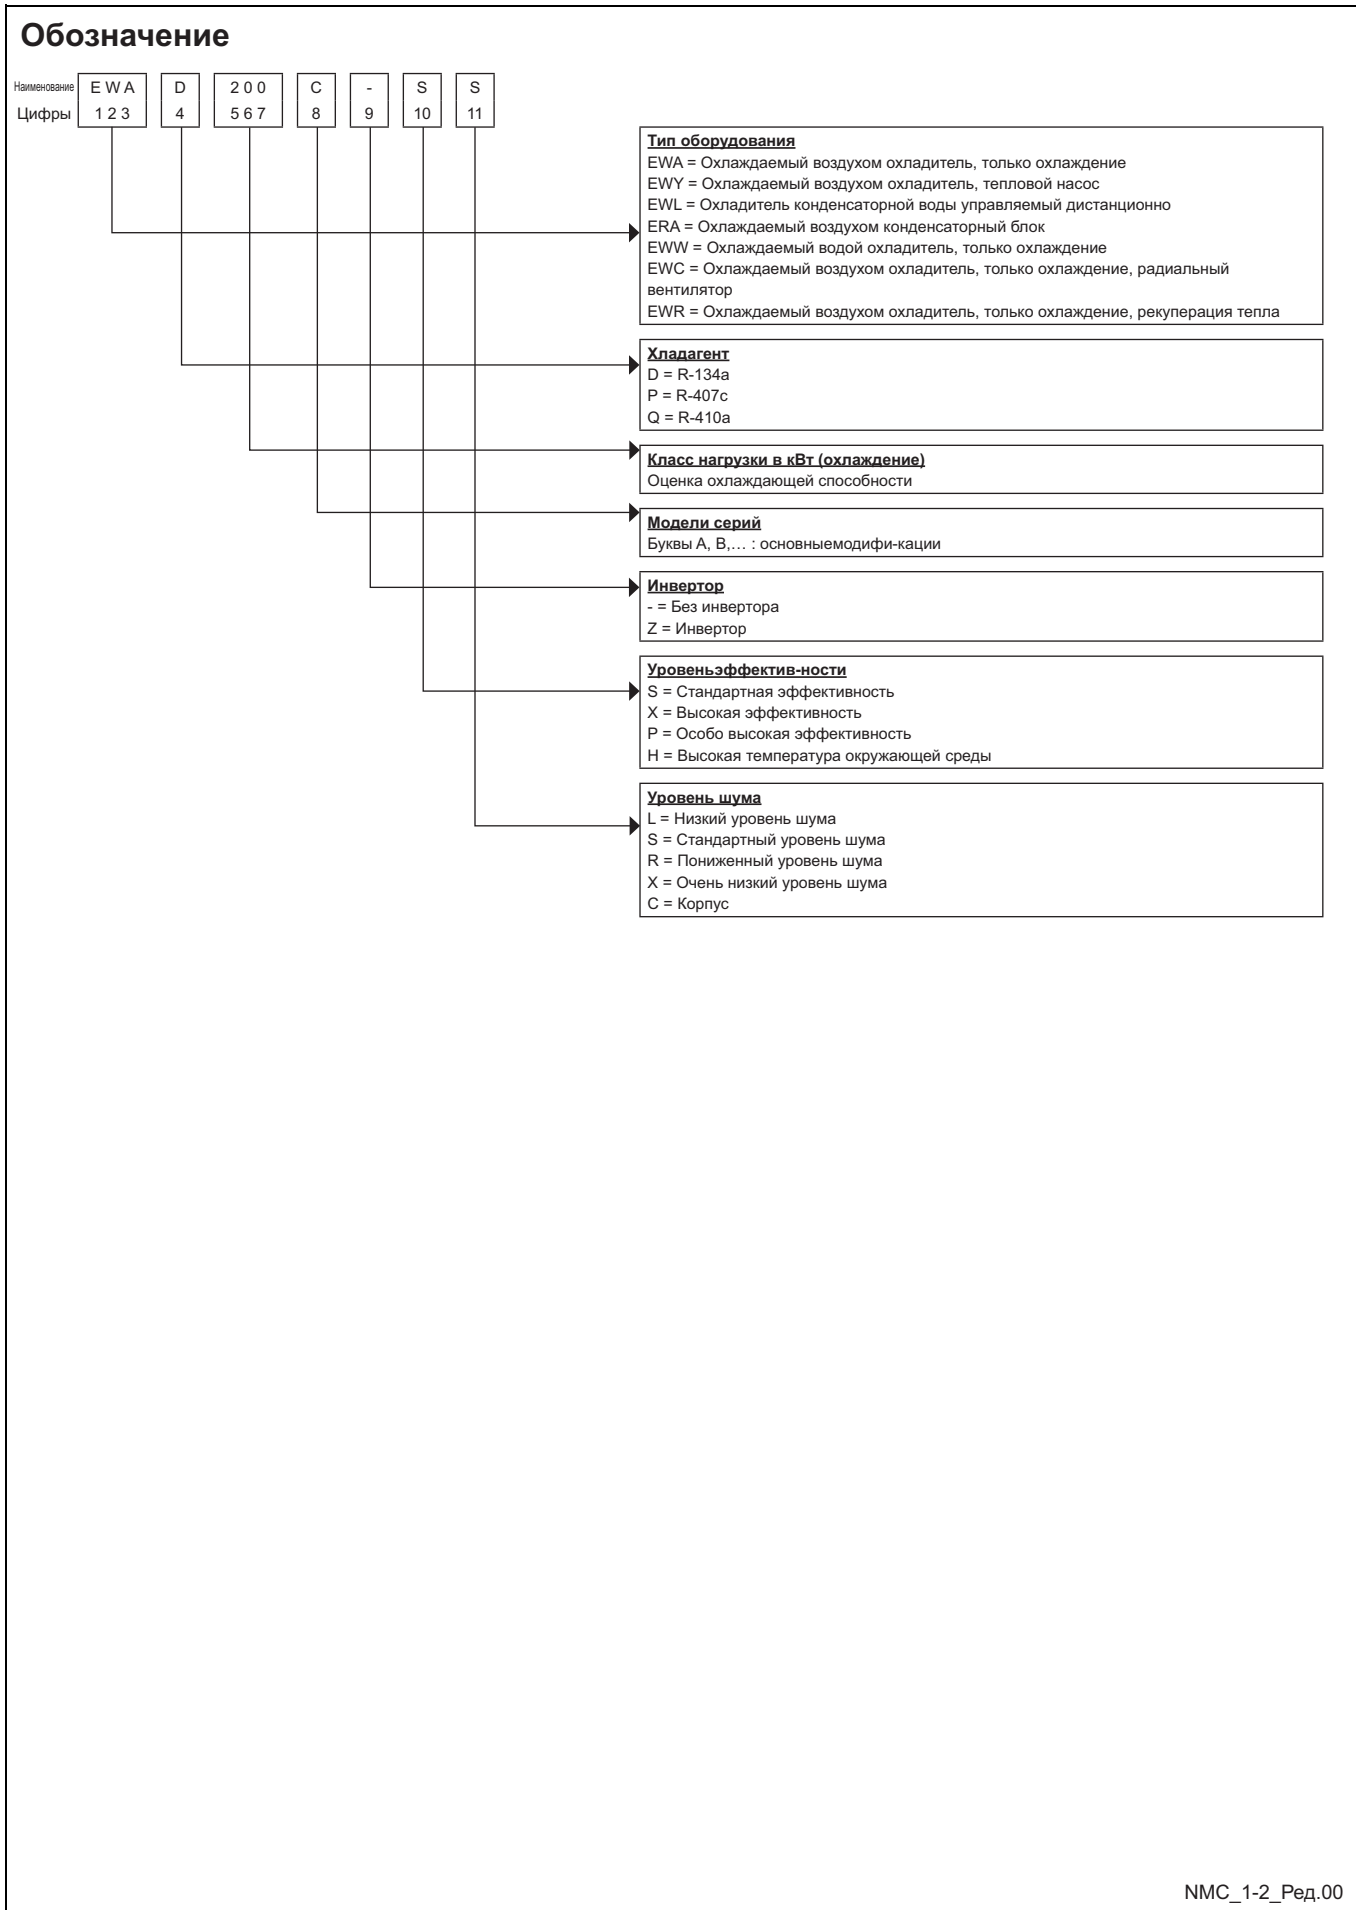 Обозначение
Наименование E W A D 2 0 0 C - S S
Цифры 1 2 3 4 5 6 7 8 9 10 11
Тип оборудования
EWA = Охлаждаемый воздухом охладитель, только охлаждение
EWY = Охлаждаемый воздухом охладитель, тепловой насос
EWL = Охладитель конденсаторной воды управляемый дистанционно
ERA = Охлаждаемый воздухом конденсаторный блок
EWW = Охлаждаемый водой охладитель, только охлаждение
EWC = Охлаждаемый воздухом охладитель, только охлаждение, радиальный
вентилятор
EWR = Охлаждаемый воздухом охладитель, только охлаждение, рекуперация тепла
Хладагент
D = R-134a
P = R-407c
Q = R-410a
Класс нагрузки в кВт (охлаждение)
Оценка охлаждающей способности
Модели серий
Буквы A, B,… : основныемодифи-кации
Инвертор
- = Без инвертора
Z = Инвертор
Уровеньэффектив-ности
S = Стандартная эффективность
X = Высокая эффективность
P = Особо высокая эффективность
H = Высокая температура окружающей среды
Уровень шума
L = Низкий уровень шума
S = Стандартный уровень шума
R = Пониженный уровень шума
X = Очень низкий уровень шума
C = Корпус
NMC_1-2_Ред.00